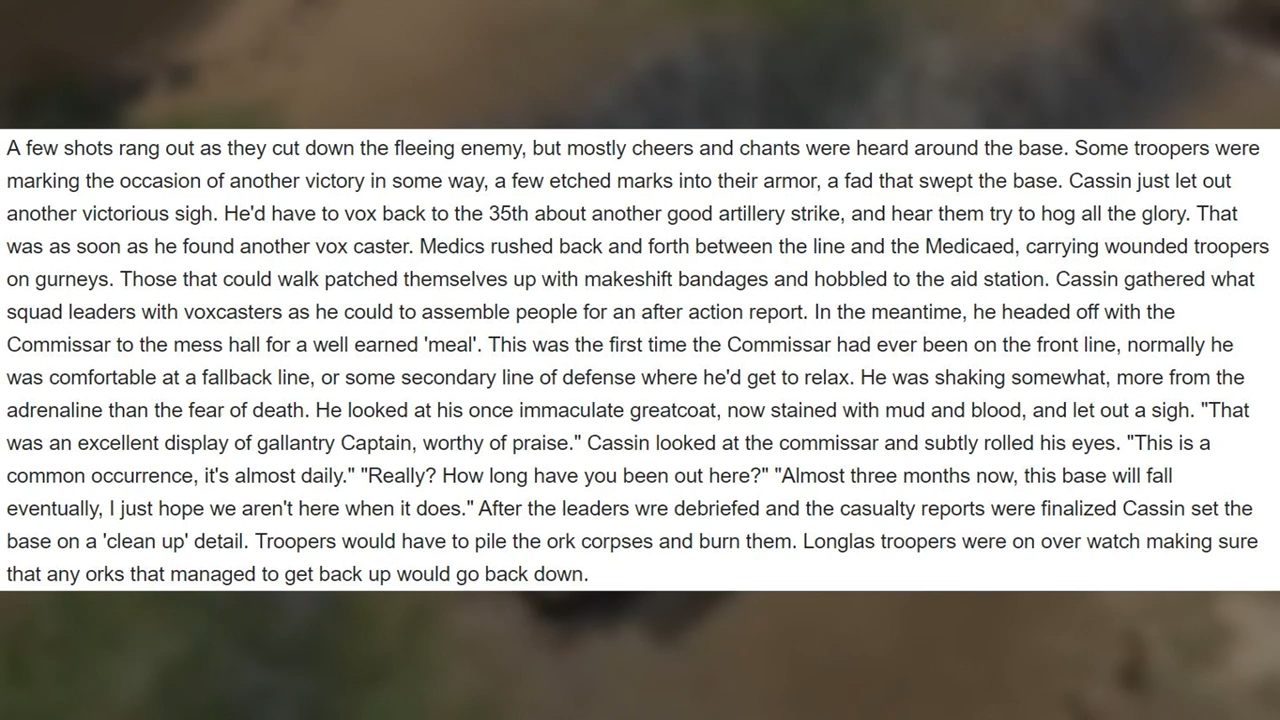 A few shots rang out as they cut down the fleeing enemy, but mostly cheers and chants were heard around the base. Some troopers were
marking the occasion of another victory in some way, a few etched marks into their armor, a fad that swept the base. Cassin just let out
another victorious sigh. He'd have to vox back to the 35th about another good artillery strike, and hear them try to hog all the glory. That
was as soon as he found another vox caster. Medics rushed back and forth between the line and the Medicaed, carrying wounded troopers
on gurneys. Those that could walk patched themselves up with makeshift bandages and hobbled to the aid station. Cassin gathered what
squad leaders with voxcasters as he could to assemble people for an after action report. In the meantime, he headed off with the
Commissar to the mess hall for a well earned 'meal'. This was the first time the Commissar had ever been on the front line, normally he
was comfortable at a fallback line, or some secondary line of defense where he'd get to relax. He was shaking somewhat, more from the
adrenaline than the fear of death. He looked at his once immaculate greatcoat, now stained with mud and blood, and let out a sigh. "That
was an excellent display of gallantry Captain, worthy of praise." Cassin looked at the commissar and subtly rolled his eyes. "This is a
common occurrence, it's almost daily." "Really? How long have you been out here?" "Almost three months now, this base will fall
eventually, I just hope we aren't here when it does." After the leaders wre debriefed and the casualty reports were finalized Cassin set the
base on a 'clean up' detail. Troopers would have to pile the ork corpses and burn them. Longlas troopers were on over watch making sure
that any orks that managed to get back up would go back down.